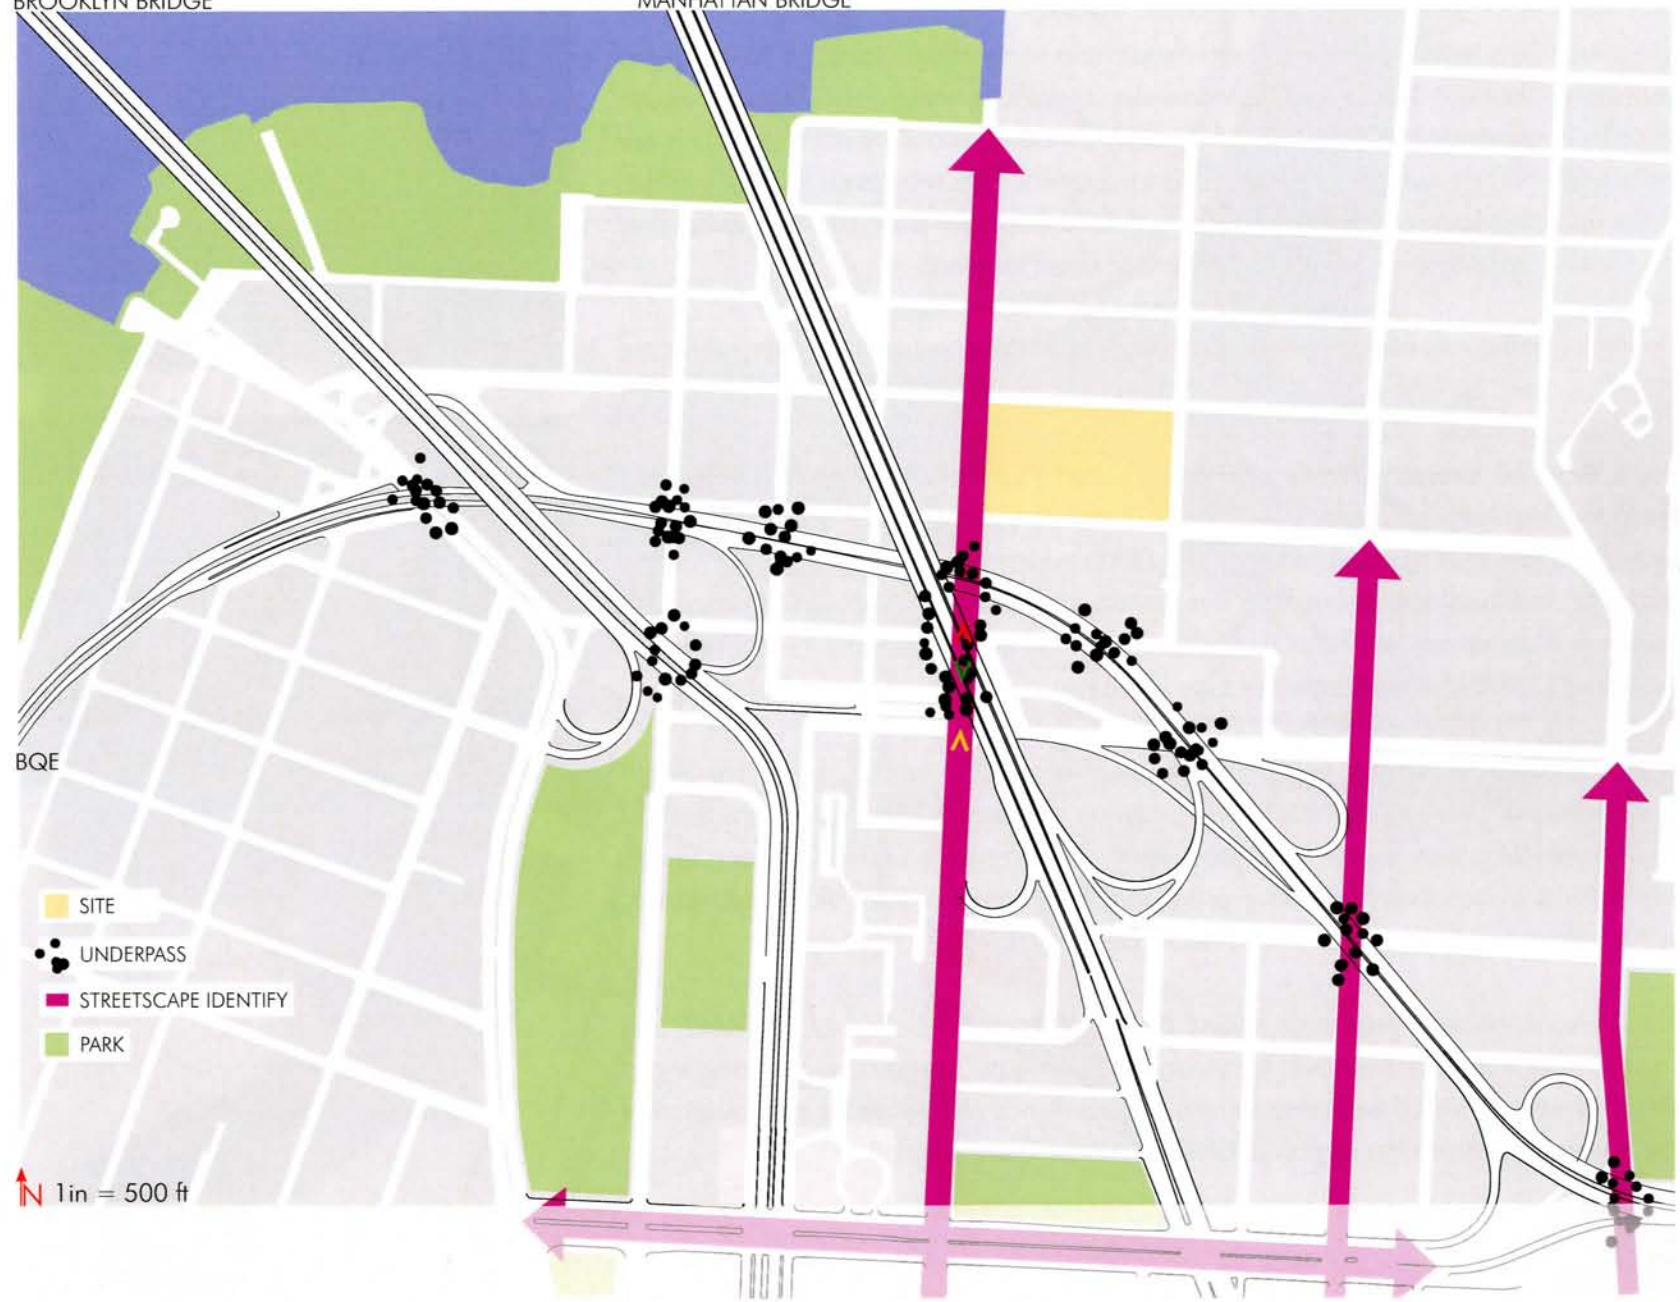 BROOKLYN BRIDGE
MANHATTAN BRIDGE
BQE
SITE
UNDERPASS
STREETSCAPE IDENTIFY
PARK
N 1in = 500 ft